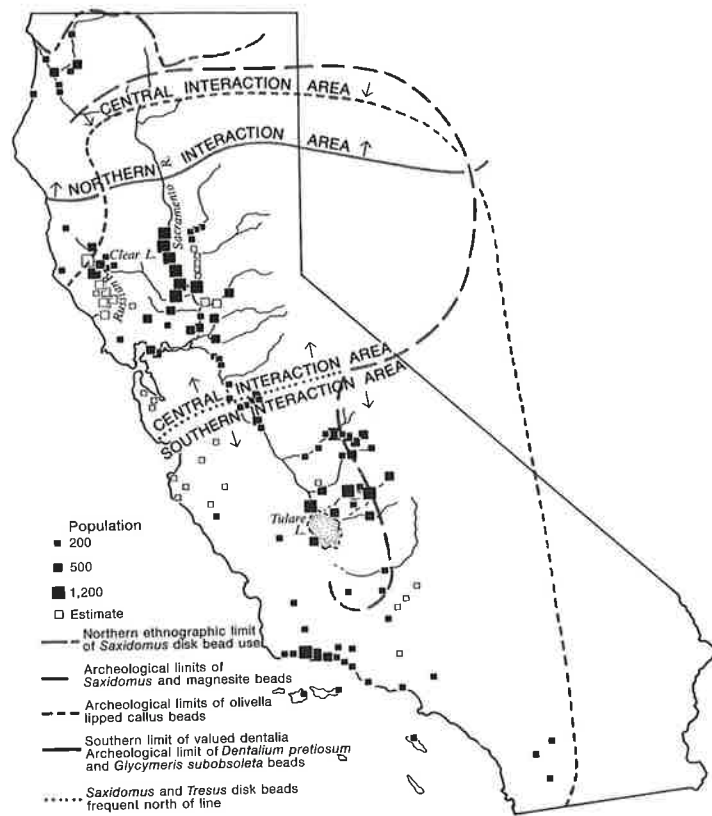 CENTRAL INTERACTION AREA
NORTHERN INTERACTION AREA
Sacramento R.
Clear L.
Russian R.
CENTRAL INTERACTION AREA
SOUTHERN INTERACTION AREA
Tulare
L.
Population
200
500
1,200
Estimate
Northern ethnographic limit
of Saxidomus disk bead use
Archeological limits of
Saxidomus and magnesite beads
Archeological limits of olivella
lipped callus beads
Southern limit of valued dentalia
Archeological limit of Dentalium pretiosum
and Glycymeris subobsoleta beads
Saxidomus and Tresus disk beads
frequent north of line